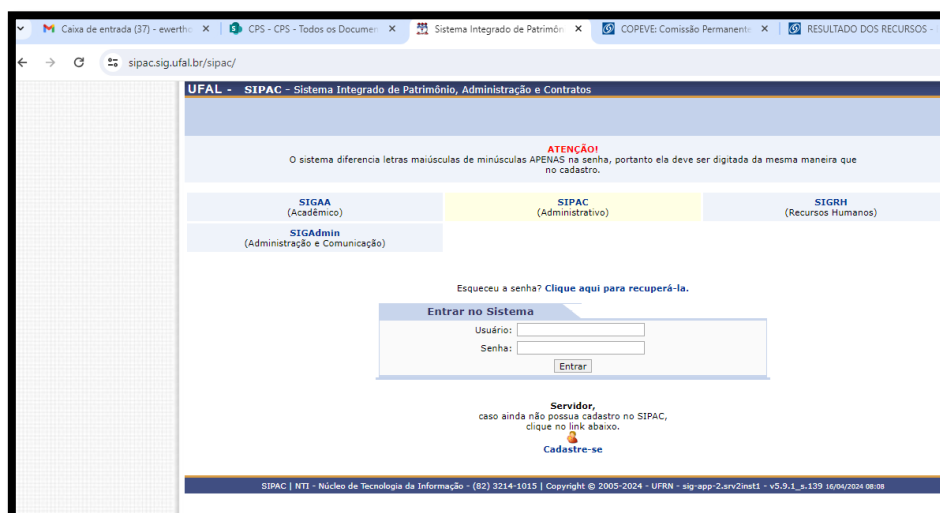 Caixa de entrada (37) - ewertho
CPS - CPS - Todos os Documen
Sistema Integrado de Patrimôn
COPEVE: Comissão Permanente
RESULTADO DOS RECURSOS -
sipac.sig.ufal.br/sipac/
UFAL - SIPAC - Sistema Integrado de Patrimônio, Administração e Contratos
ATENÇÃO!
O sistema diferencia letras maiúsculas de minúsculas APENAS na senha, portanto ela deve ser digitada da mesma maneira que
no cadastro.
SIGAA
(Acadêmico)
SIPAC
(Administrativo)
SIGRH
(Recursos Humanos)
SIGAdmin
(Administração e Comunicação)
Esqueceu a senha? Clique aqui para recuperá-la.
Entrar no Sistema
Usuário:
Senha:
Entrar
Servidor,
caso ainda não possua cadastro no SIPAC,
clique no link abaixo.
Cadastre-se
SIPAC | NTI - Núcleo de Tecnologia da Informação - (82) 3214-1015 | Copyright © 2005-2024 - UFRN - sig-app-2.srv2inst1 - v5.9.1_s.139 16/04/2024 08:08